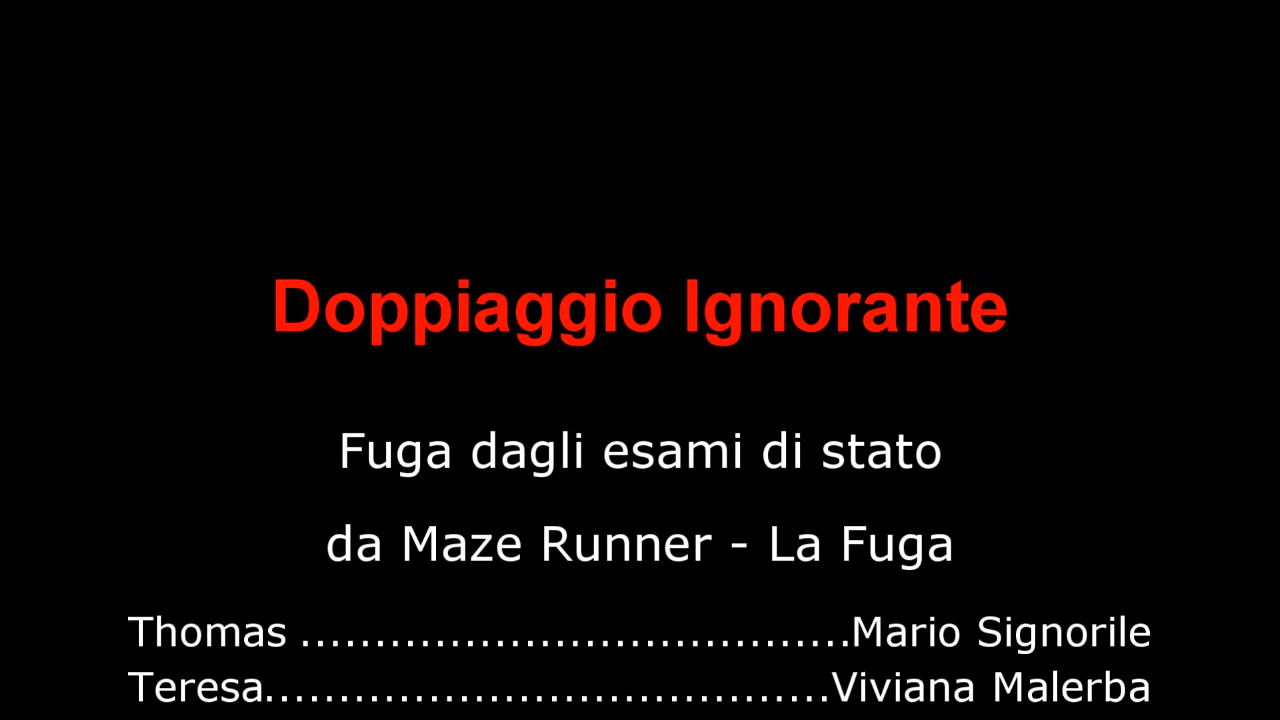 Doppiaggio Ignorante
Fuga dagli esami di stato
da Maze Runner - La Fuga
Thomas .....................................Mario Signorile
Teresa......................................Viviana Malerba